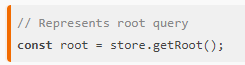 // Represents root query
const root = store.getRoot();